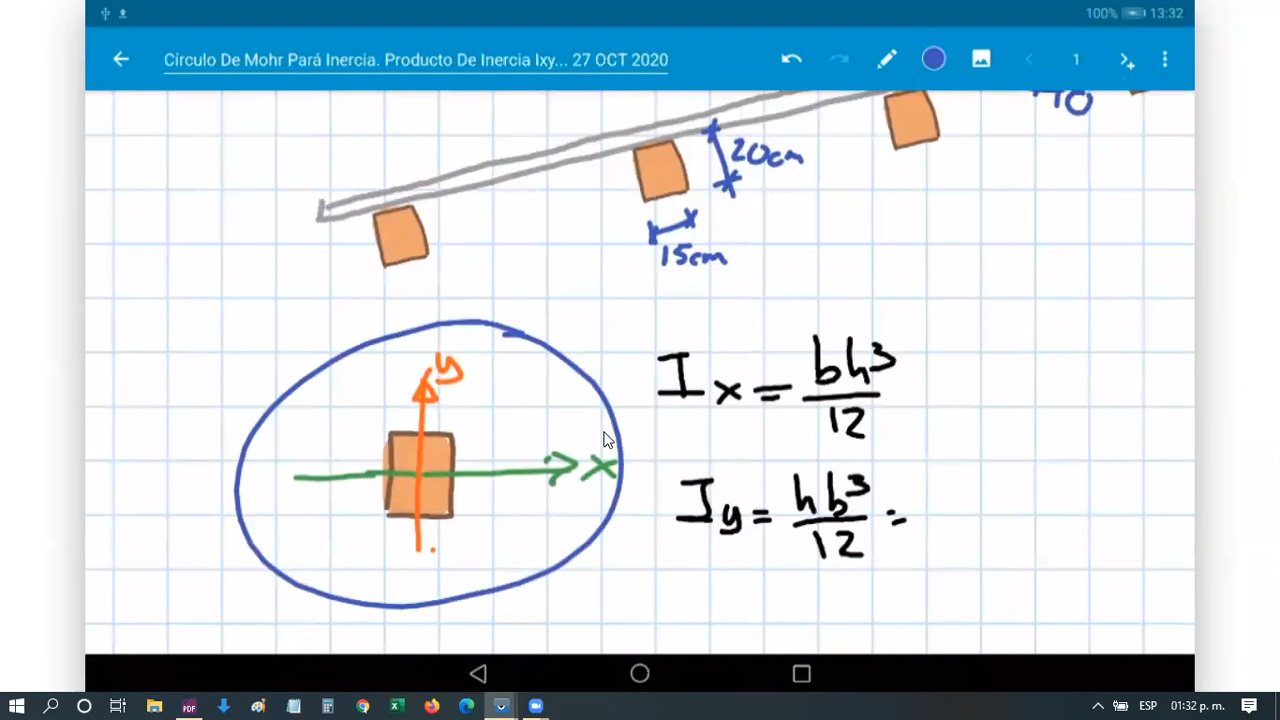 100% 13:32
Círculo De Mohr Pará Inercia. Producto De Inercia Ixy... 27 OCT 2020
1
20cm
15cm
y
x
Ix = bh³/12
Iy = hb³/12 =
ESP 01:32 p. m.